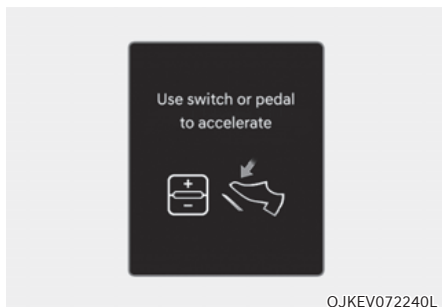 Use switch or pedal
to accelerate
+
−
OJKEV072240L